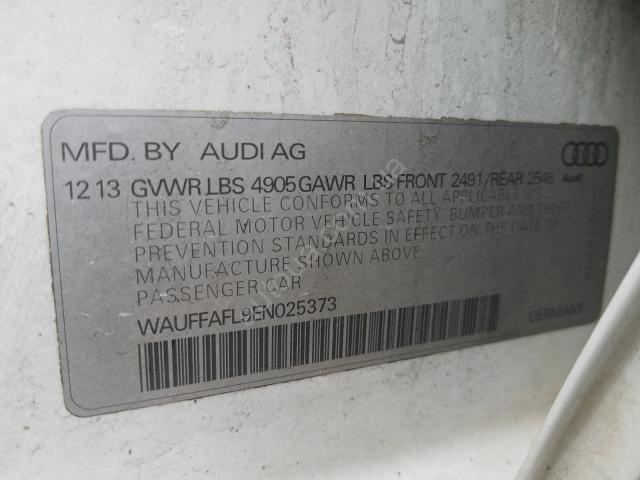 MFD. BY AUDI AG
12 13 GVWR LBS 4905 GAWR LBS FRONT 2491/REAR 2546
Audi
THIS VEHICLE CONFORMS TO ALL APPLICABLE U.S.
FEDERAL MOTOR VEHICLE SAFETY, BUMPER AND THEFT
PREVENTION STANDARDS IN EFFECT ON THE DATE OF
MANUFACTURE SHOWN ABOVE.
PASSENGER CAR
WAUFFAFL9EN025373
GERMANY